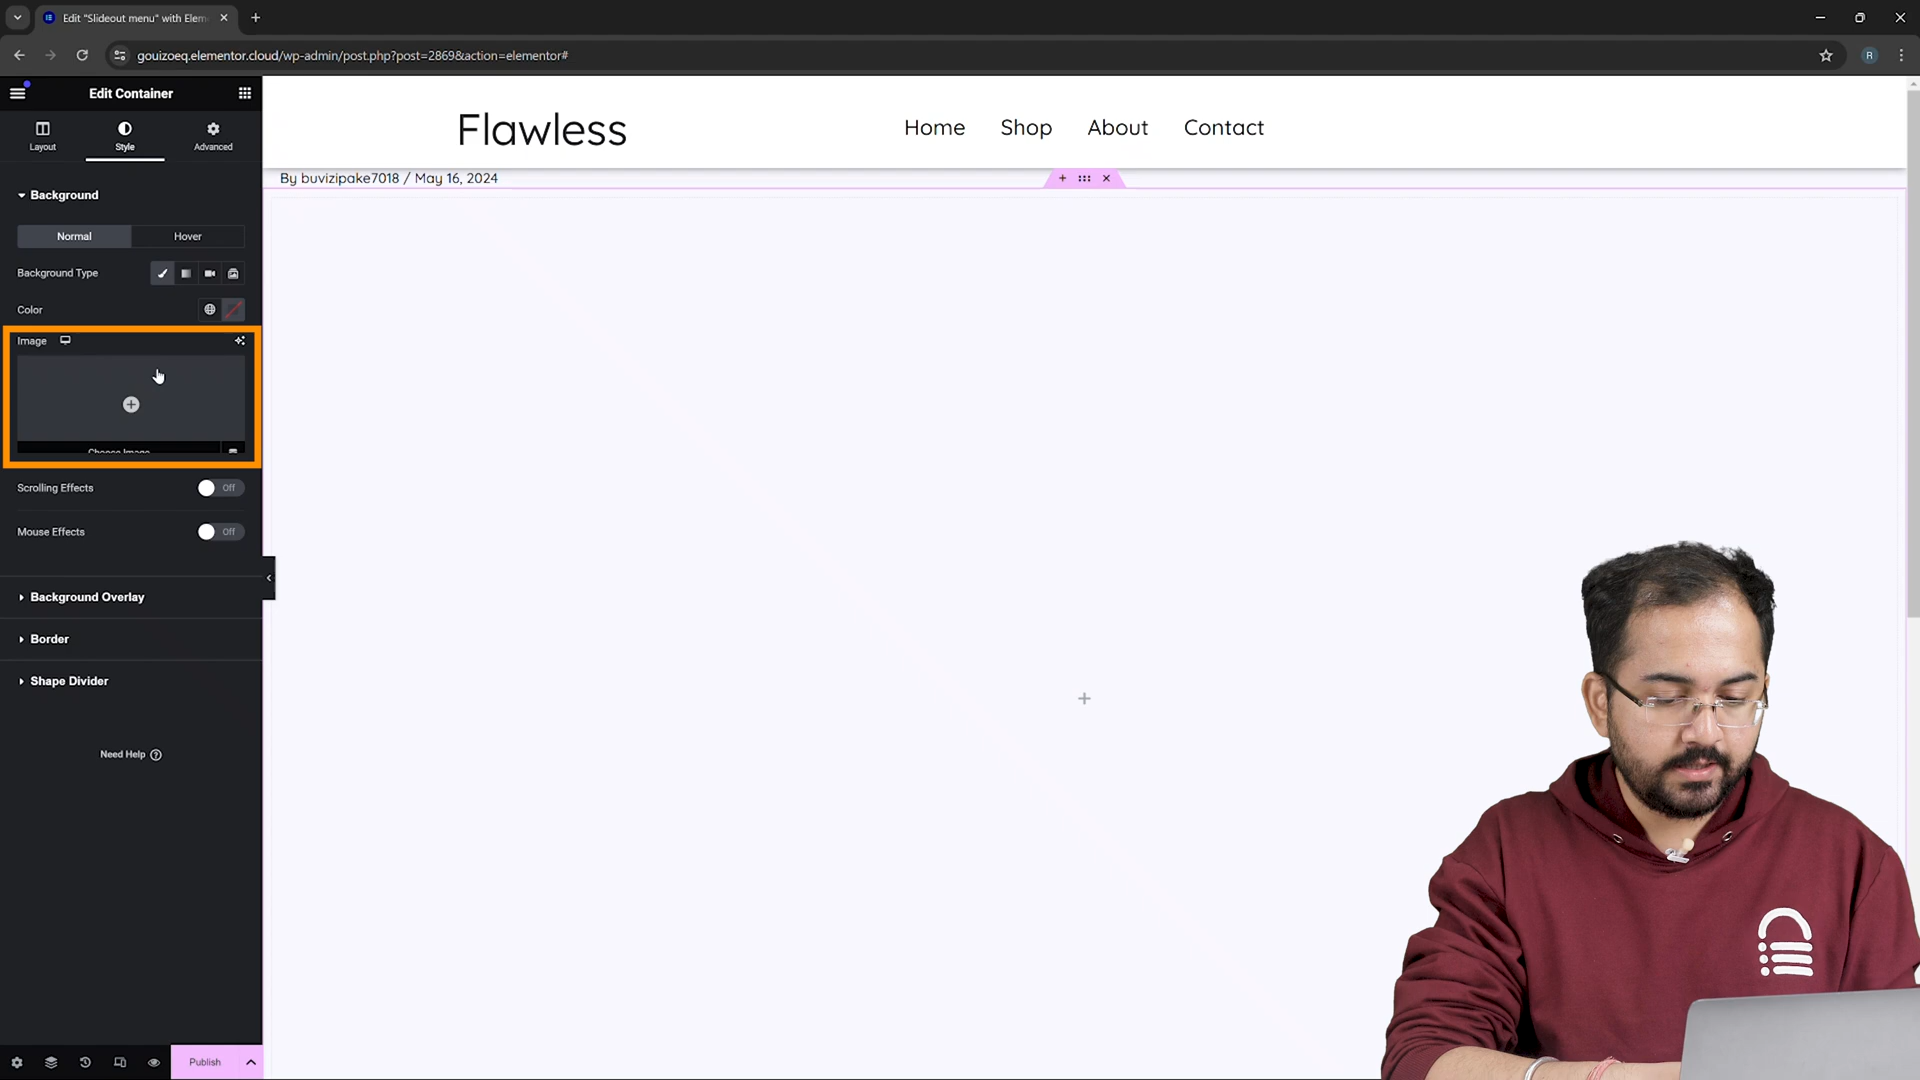 Edit "Slideout menu" with Elem
gouizoeq.elementor.cloud/wp-admin/post.php?post=2869&action=elementor#
R
Edit Container
Layout
Style
Advanced
Background
Normal
Hover
Background Type
Color
Image
Choose Image
Scrolling Effects
Off
Mouse Effects
Off
Background Overlay
Border
Shape Divider
Need Help
Publish
Flawless
Home
Shop
About
Contact
By buvizipake7018 / May 16, 2024